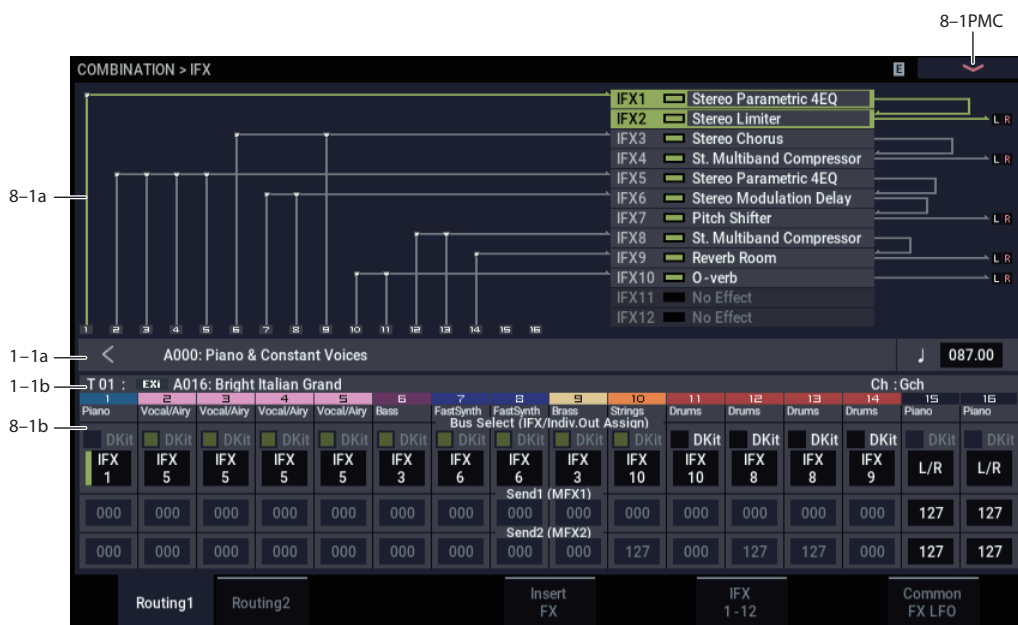 8–1PMC
COMBINATION > IFX
E
IFX1 Stereo Parametric 4EQ
IFX2 Stereo Limiter L R
IFX3 Stereo Chorus
IFX4 St. Multiband Compressor L R
8–1a
IFX5 Stereo Parametric 4EQ
IFX6 Stereo Modulation Delay
IFX7 Pitch Shifter L R
IFX8 St. Multiband Compressor
IFX9 Reverb Room L R
IFX10 O-verb L R
IFX11 No Effect
IFX12 No Effect
1 2 3 4 5 6 7 8 9 10 11 12 13 14 15 16
1–1a
A000: Piano & Constant Voices ♩ 087.00
1–1b
T 01 : EXi A016: Bright Italian Grand Ch : Gch
1 2 3 4 5 6 7 8 9 10 11 12 13 14 15 16
Piano Vocal/Airy Vocal/Airy Vocal/Airy Vocal/Airy Bass FastSynth FastSynth Brass Strings Drums Drums Drums Drums Piano Piano
8–1b
Bus Select (IFX/Indiv.Out Assign)
DKit DKit DKit DKit DKit DKit DKit DKit DKit DKit DKit DKit DKit DKit DKit DKit
IFX IFX IFX IFX IFX IFX IFX IFX IFX IFX IFX IFX IFX IFX L/R L/R
1 5 5 5 5 3 6 6 3 10 10 8 8 9
Send1 (MFX1)
000 000 000 000 000 000 000 000 000 000 000 000 000 000 127 127
Send2 (MFX2)
000 000 000 000 000 000 000 000 000 127 000 127 127 000 127 127
Routing1 Routing2 Insert FX IFX 1-12 Common FX LFO